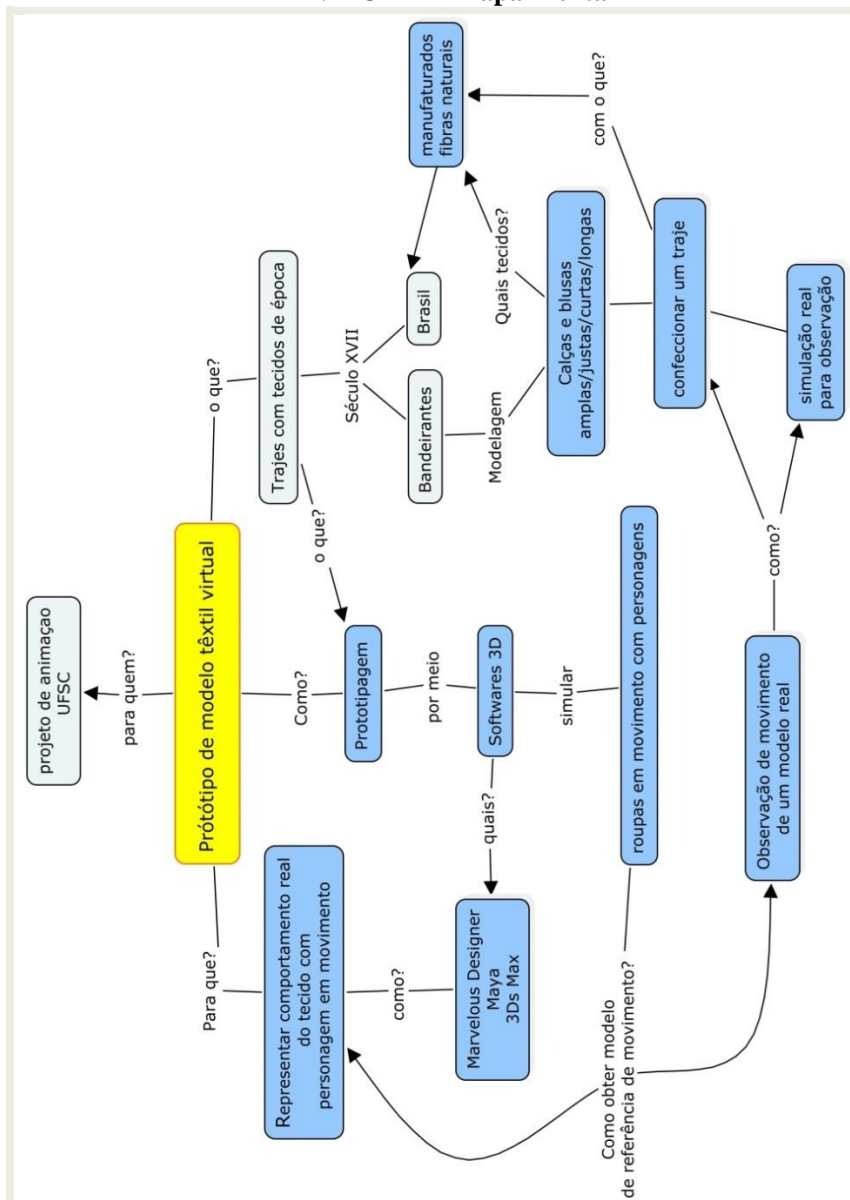 projeto de animaçao
UFSC
para quem?
Prótótipo de modelo têxtil virtual
Para que?
Como?
o que?
Representar comportamento real
do tecido com
personagem em movimento
Trajes com tecidos de época
o que?
Século XVII
Prototipagem
como?
por meio
Bandeirantes
Brasil
manufaturados
fibras naturais
Marvelous Designer
Maya
3Ds Max
quais?
Softwares 3D
Modelagem
Quais tecidos?
simular
Calças e blusas
amplas/justas/curtas/longas
com o que?
Como obter modelo
de referência de movimento?
roupas em movimento com personagens
confeccionar um traje
Observação de movimento
de um modelo real
como?
simulação real
para observação